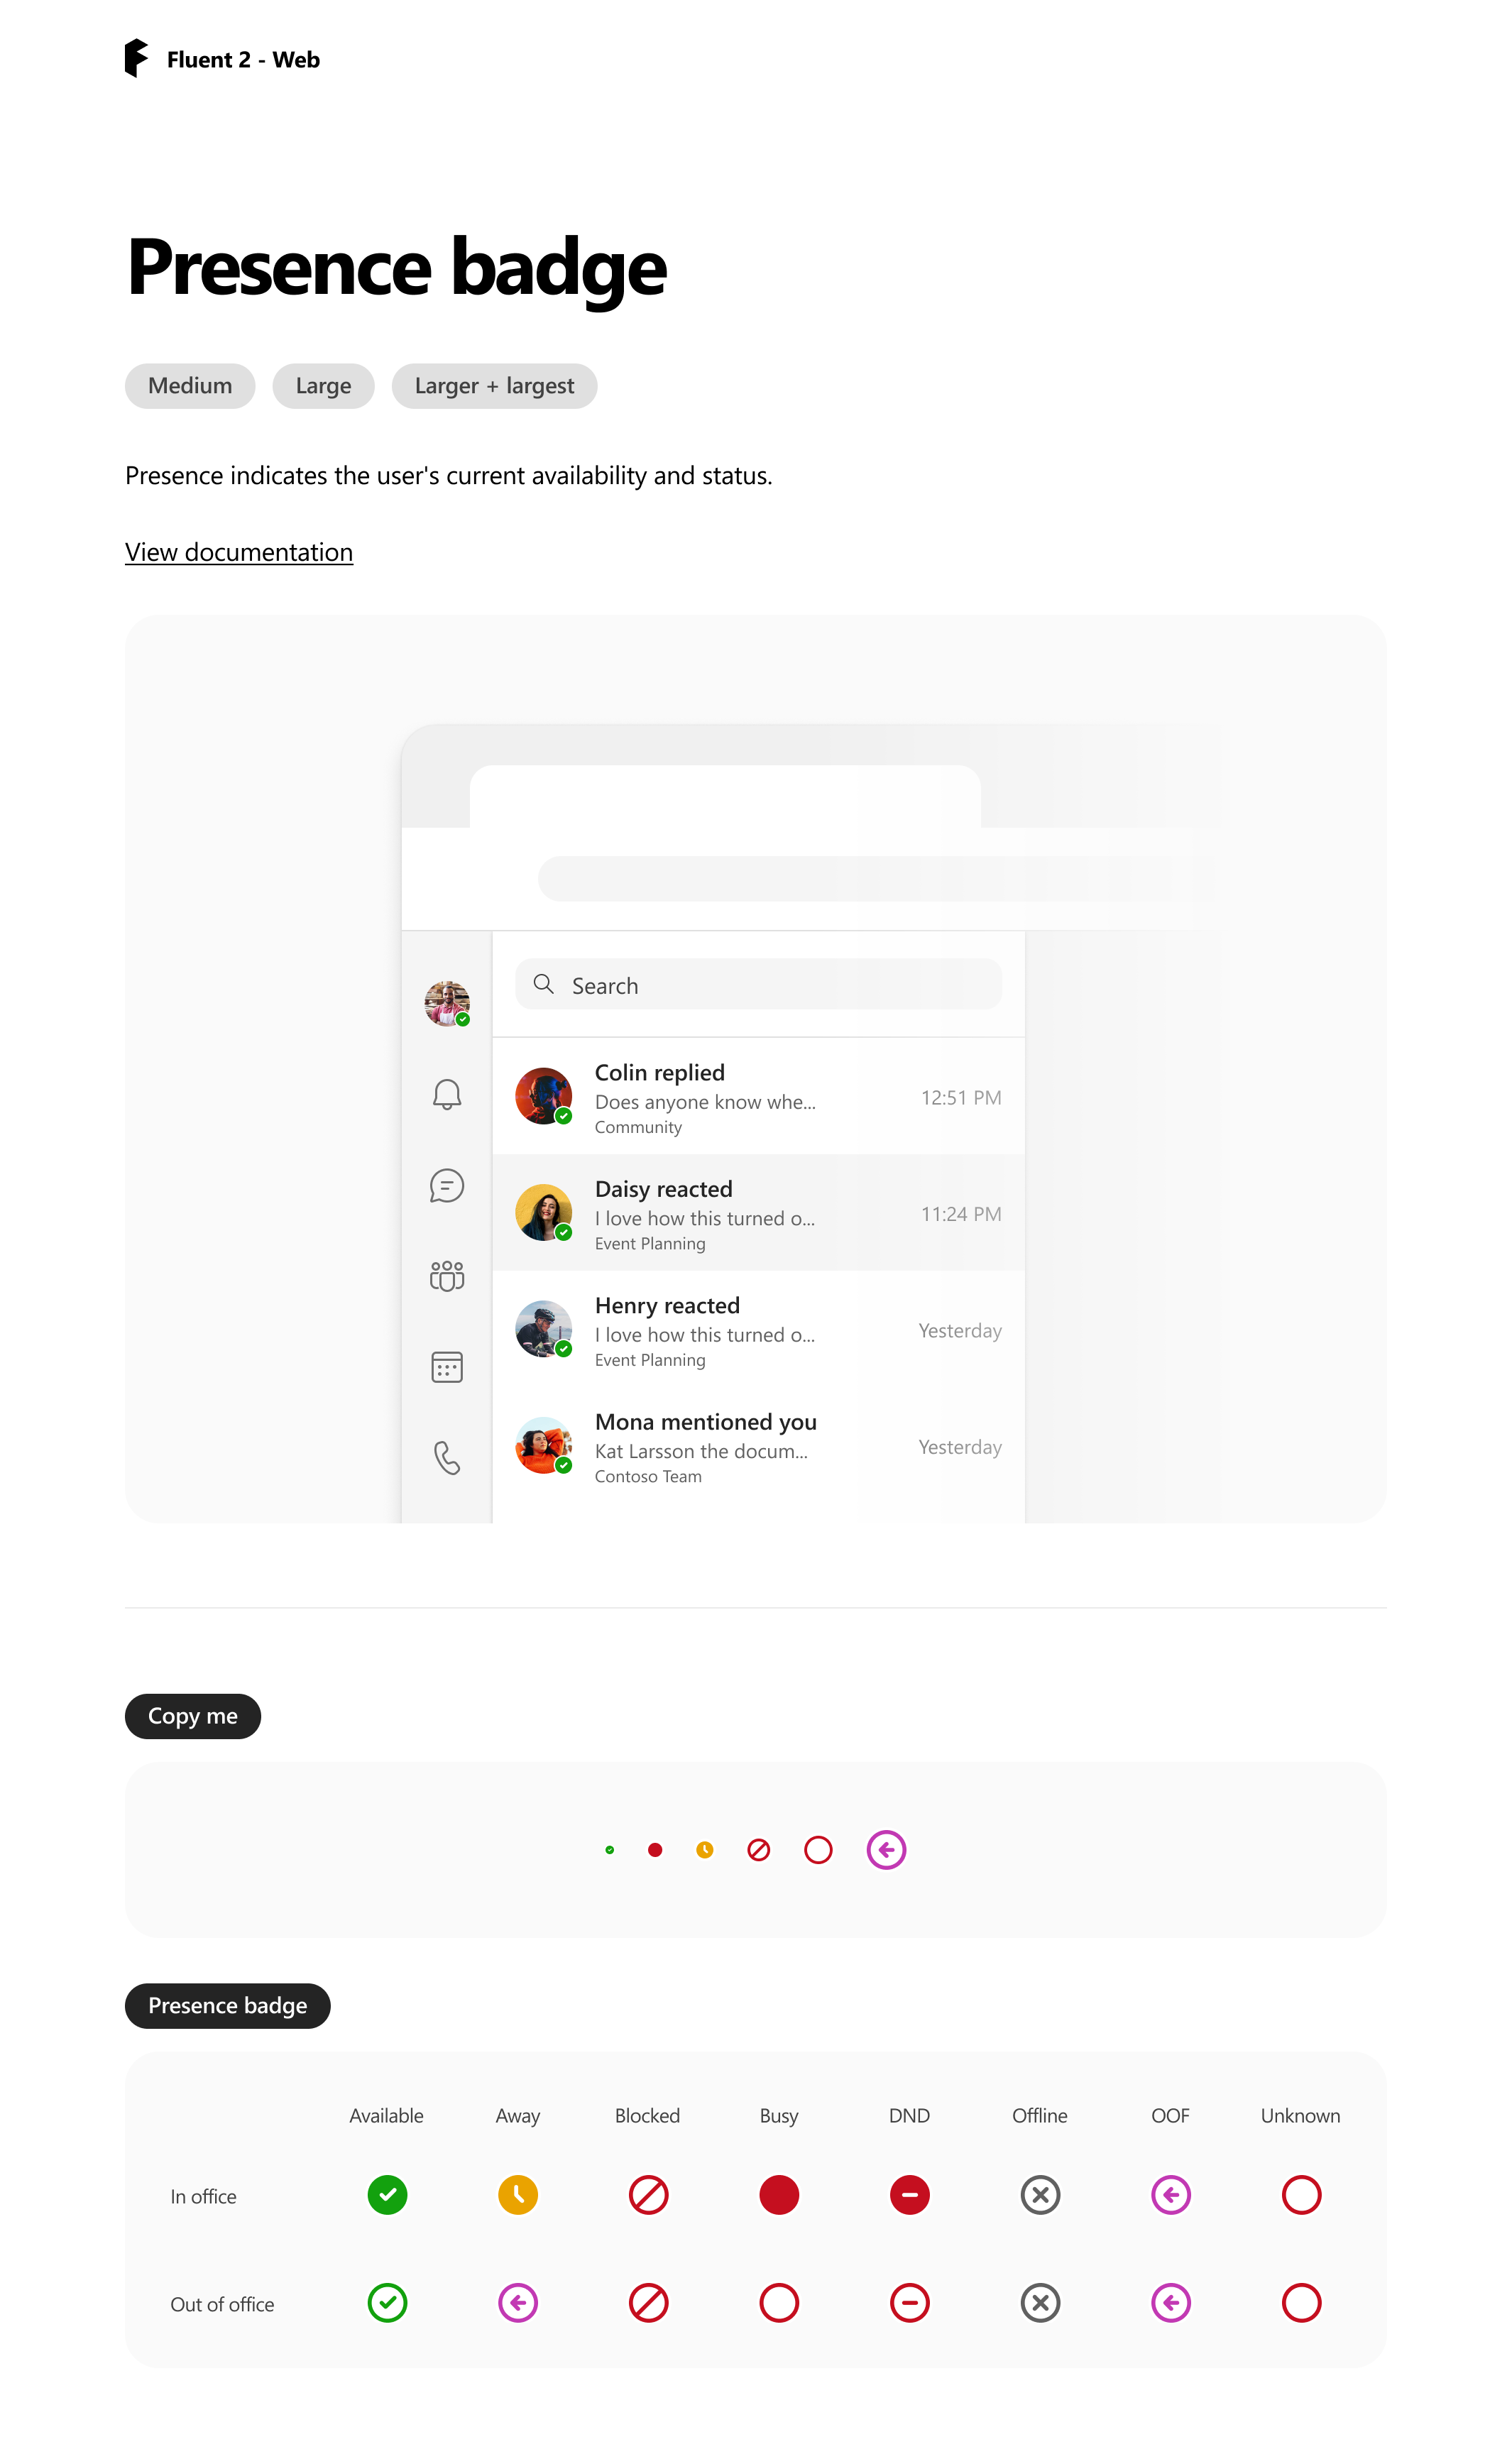 Fluent 2 - Web
Presence badge
Medium
Large
Larger + largest
Presence indicates the user's current availability and status.
View documentation
Search
Colin replied
Does anyone know whe...
Community
12:51 PM
Daisy reacted
I love how this turned o...
Event Planning
11:24 PM
Henry reacted
I love how this turned o...
Event Planning
Yesterday
Mona mentioned you
Kat Larsson the docum...
Contoso Team
Yesterday
Copy me
Presence badge
Available Away Blocked Busy DND Offline OOF Unknown
In office
Out of office